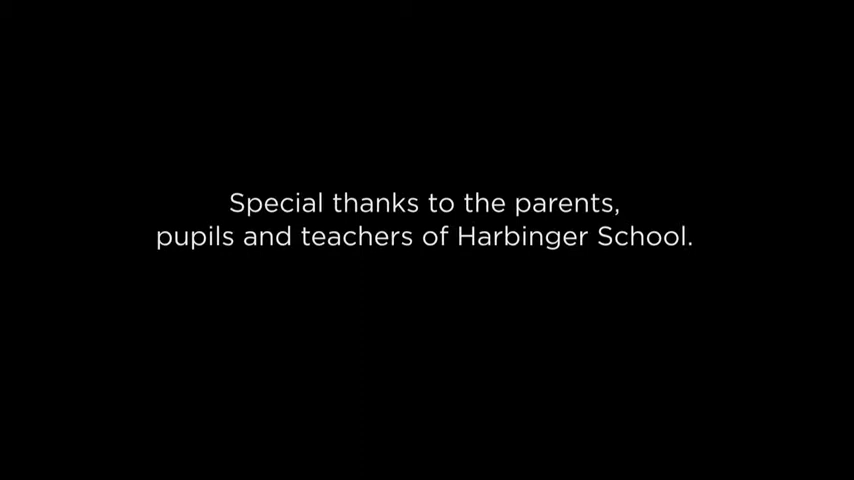 Special thanks to the parents,
pupils and teachers of Harbinger School.